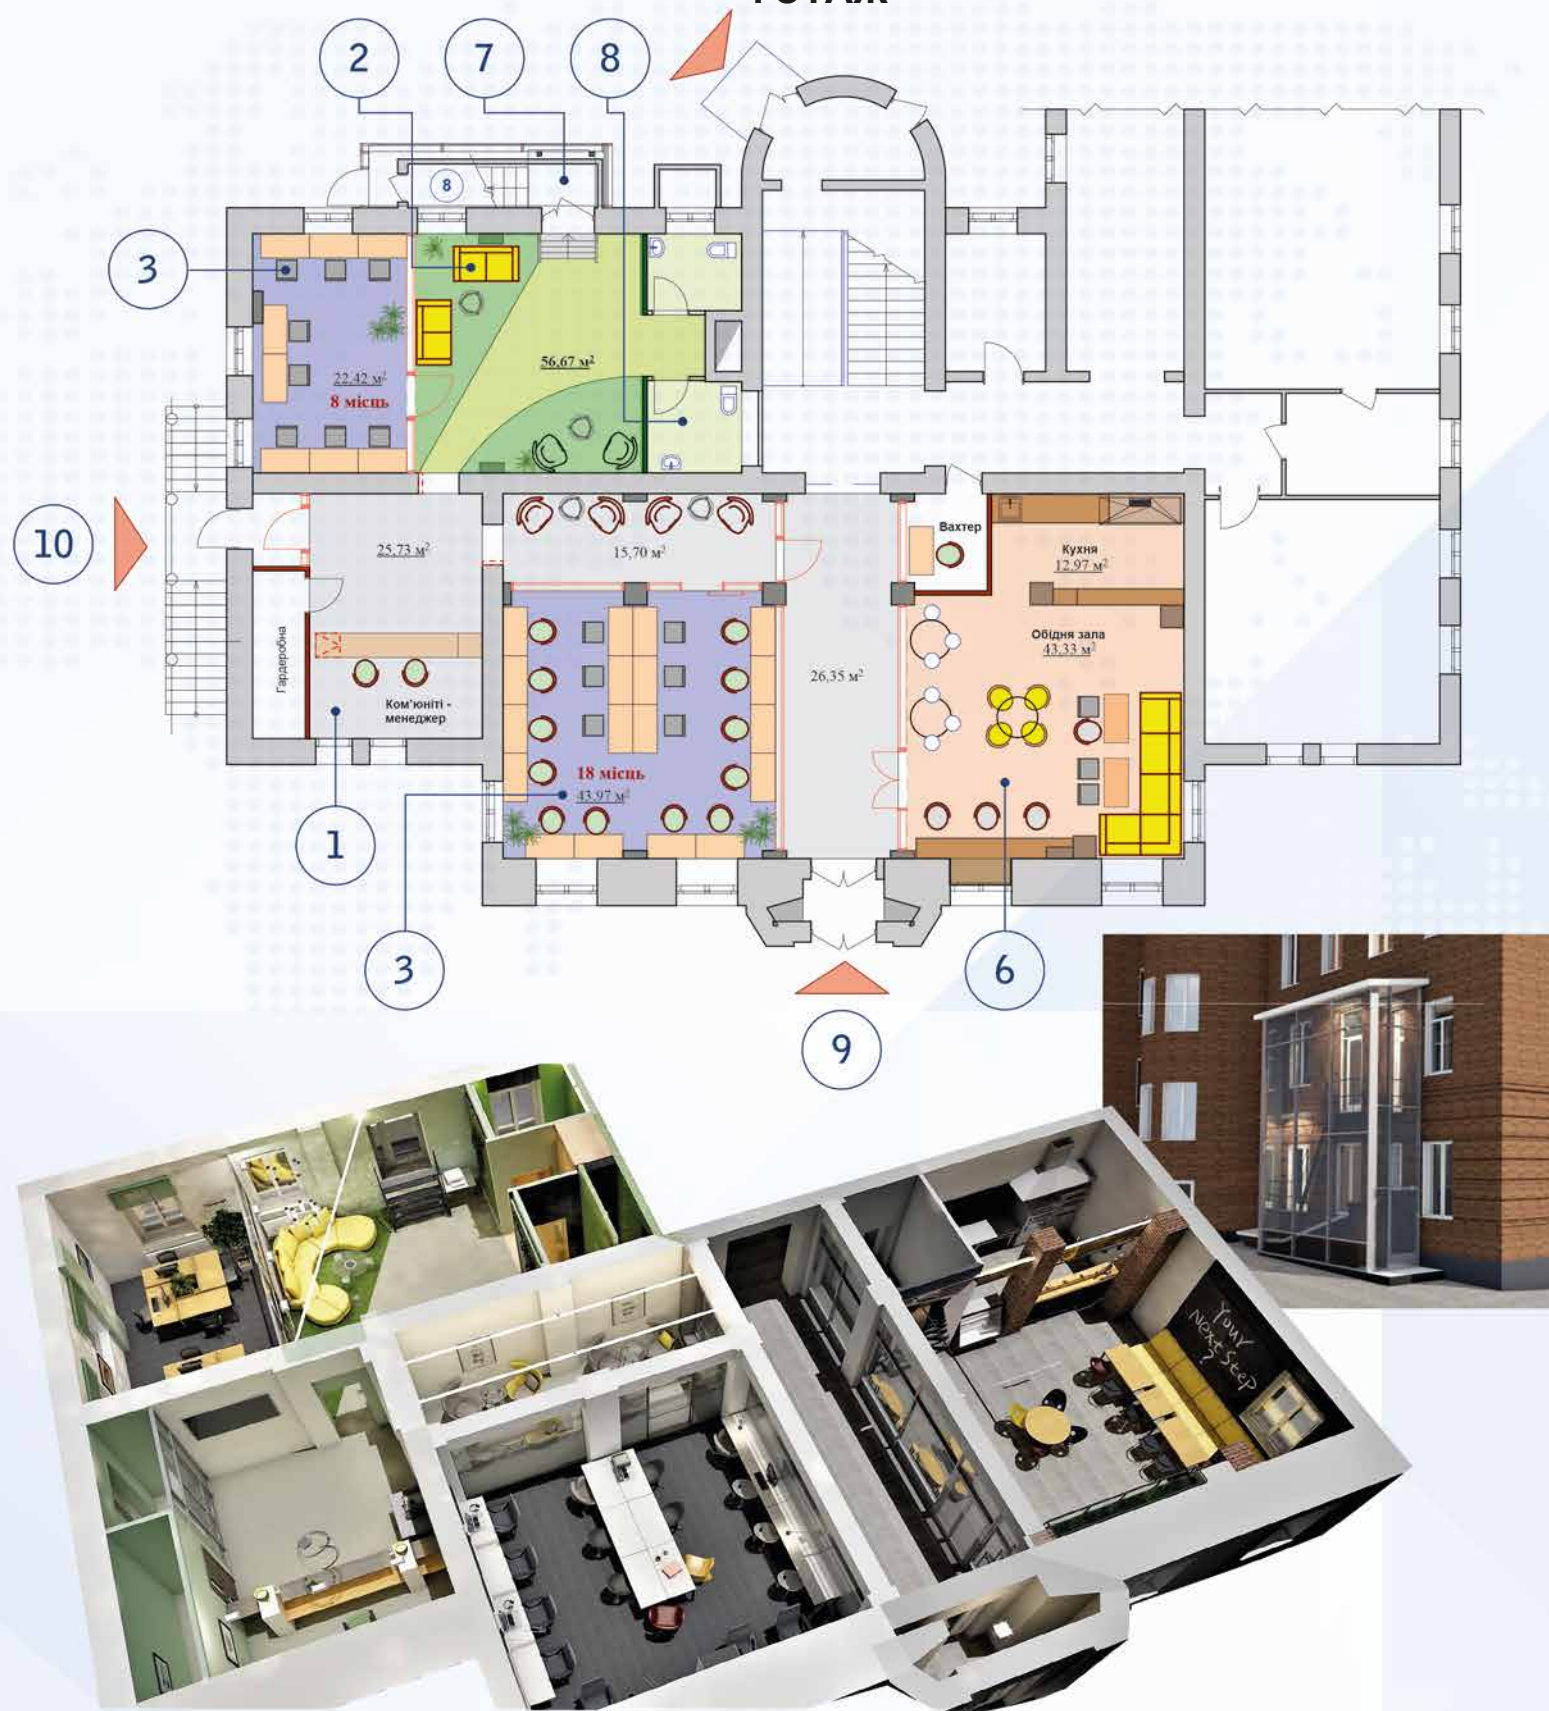 2
7
8
8
3
56,67 м²
22,42 м²
8 місць
10
25,73 м²
15,70 м²
Вахтер
Кухня
12,97 м²
Обідня зала
43,33 м²
Гардеробна
26,35 м²
Ком'юніті -
менеджер
18 місць
43,97 м²
1
3
6
9
Your
Next Step
?